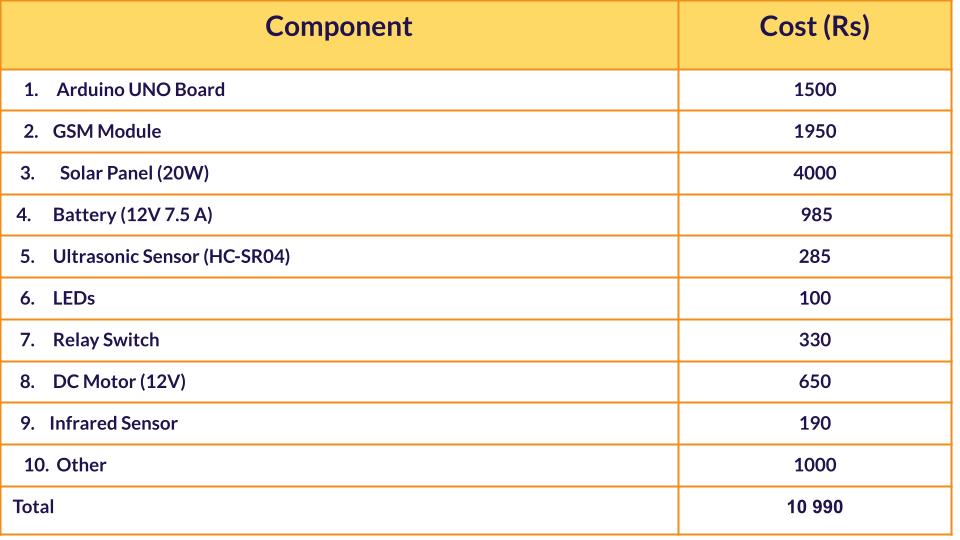 Component Cost (Rs)
1. Arduino UNO Board 1500
2. GSM Module 1950
3. Solar Panel (20W) 4000
4. Battery (12V 7.5 A) 985
5. Ultrasonic Sensor (HC-SR04) 285
6. LEDs 100
7. Relay Switch 330
8. DC Motor (12V) 650
9. Infrared Sensor 190
10. Other 1000
Total 10 990